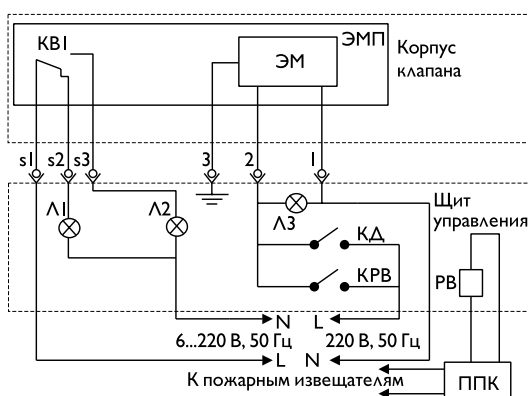 КВ1
ЭМП
ЭМ
Корпус
клапана
s1 s2 s3 3 2 1
Л1 Л2 Л3
Щит
управления
КД
КРВ
РВ
N L
6...220 В, 50 Гц 220 В, 50 Гц
L N
К пожарным извещателям
ППК